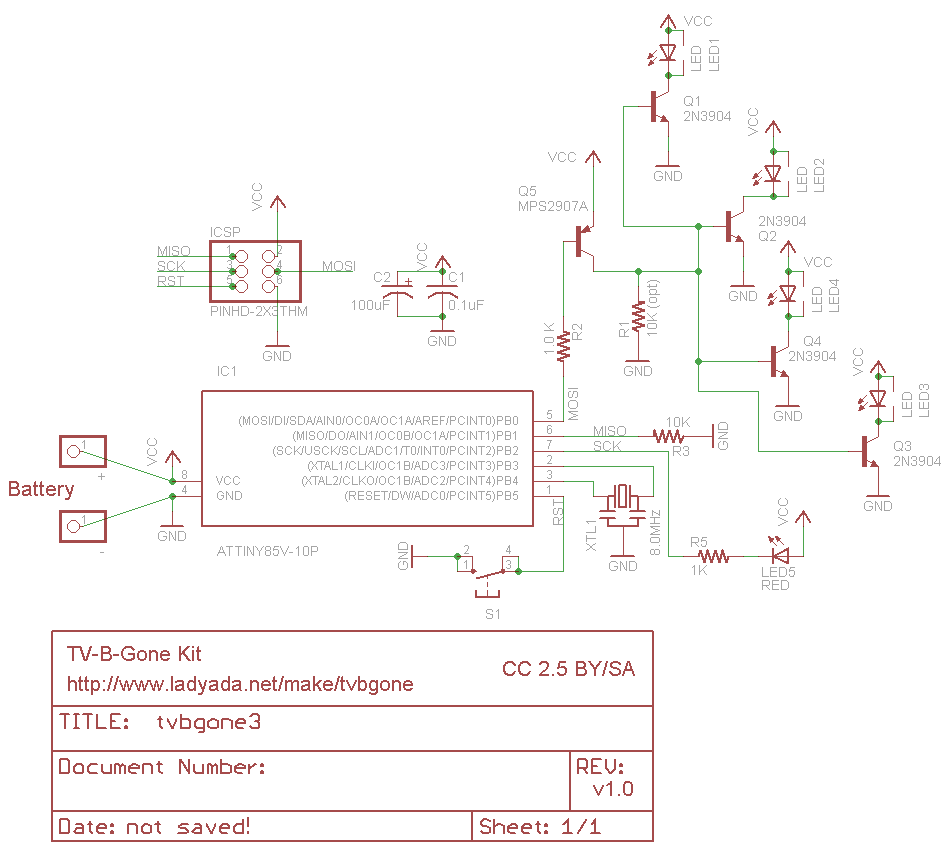 VCC
LED
LED1
Q1
2N3904
GND
VCC
LED
LED2
2N3904
Q2
GND
VCC
Q5
MPS2907A
VCC
LED
LED4
Q4
2N3904
GND
VCC
LED
LED3
Q3
2N3904
GND
R1
10K (opt)
GND
1.0 K
R2
MOSI
VCC
ICSP
MISO
SCK
RST
1
3
5
2
4
6
MOSI
PINHD-2X3THM
GND
VCC
C2
+
100uF
C1
0.1uF
GND
IC1
(MOSI/DI/SDA/AIN0/OC0A/OC1A/AREF/PCINT0)PB0
(MISO/DO/AIN1/OC0B/OC1A/PCINT1)PB1
(SCK/USCK/SCL/ADC1/T0/INT0/PCINT2)PB2
(XTAL1/CLKI/OC1B/ADC3/PCINT3)PB3
(XTAL2/CLKO/OC1B/ADC2/PCINT4)PB4
(RESET/DW/ADC0/PCINT5)PB5
VCC
GND
8
4
5
6
7
2
3
1
ATTINY85V-10P
VCC
1
+
Battery
1
-
GND
MISO
SCK
RST
10K
R3
GND
XTL1
8.0MHz
GND
R5
1K
LED5
RED
VCC
GND
2
1
4
3
S1
TV-B-Gone Kit
http://www.ladyada.net/make/tvbgone
CC 2.5 BY/SA
TITLE: tvbgone3
Document Number:
REV:
v1.0
Date: not saved!
Sheet: 1/1